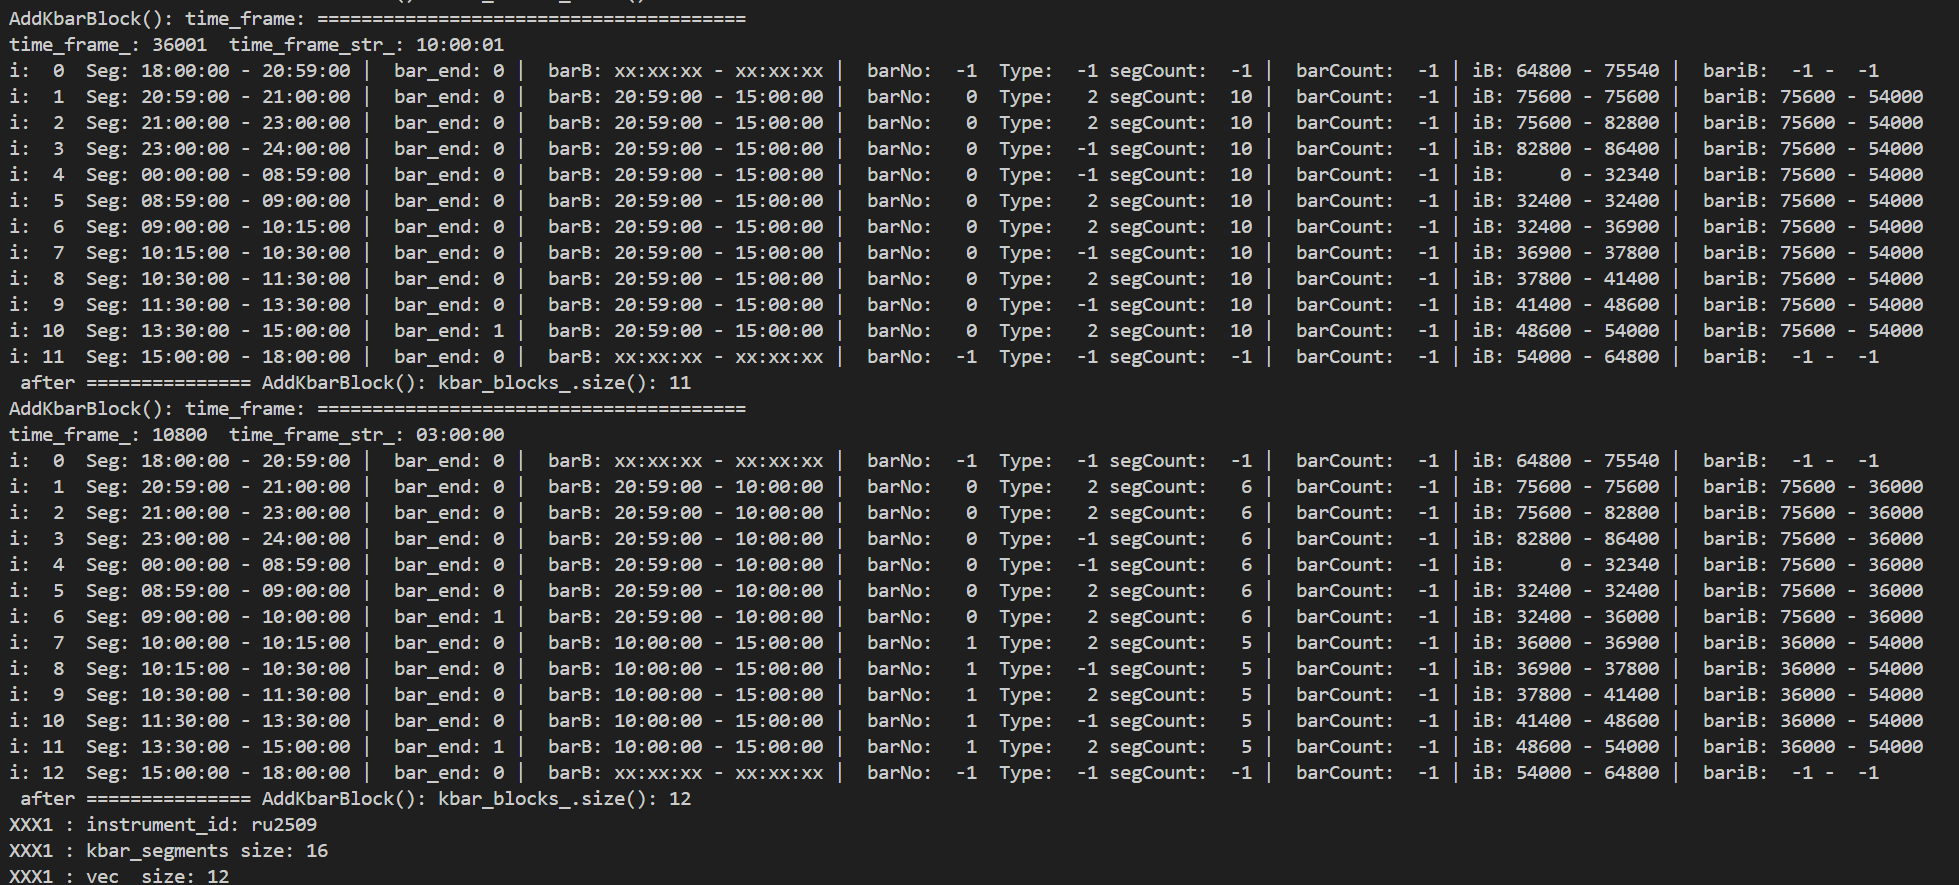 AddKbarBlock(): time_frame: =======================================
time_frame_: 36001  time_frame_str_: 10:00:01
i:  0  Seg: 18:00:00 - 20:59:00 |  bar_end: 0 |  barB: xx:xx:xx - xx:xx:xx |  barNo:  -1  Type:  -1 segCount:  -1 |  barCount:  -1 | iB: 64800 - 75540 |  bariB:  -1 -  -1
i:  1  Seg: 20:59:00 - 21:00:00 |  bar_end: 0 |  barB: 20:59:00 - 15:00:00 |  barNo:   0  Type:   2 segCount:  10 |  barCount:  -1 | iB: 75600 - 75600 |  bariB: 75600 - 54000
i:  2  Seg: 21:00:00 - 23:00:00 |  bar_end: 0 |  barB: 20:59:00 - 15:00:00 |  barNo:   0  Type:   2 segCount:  10 |  barCount:  -1 | iB: 75600 - 82800 |  bariB: 75600 - 54000
i:  3  Seg: 23:00:00 - 24:00:00 |  bar_end: 0 |  barB: 20:59:00 - 15:00:00 |  barNo:   0  Type:  -1 segCount:  10 |  barCount:  -1 | iB: 82800 - 86400 |  bariB: 75600 - 54000
i:  4  Seg: 00:00:00 - 08:59:00 |  bar_end: 0 |  barB: 20:59:00 - 15:00:00 |  barNo:   0  Type:  -1 segCount:  10 |  barCount:  -1 | iB:     0 - 32340 |  bariB: 75600 - 54000
i:  5  Seg: 08:59:00 - 09:00:00 |  bar_end: 0 |  barB: 20:59:00 - 15:00:00 |  barNo:   0  Type:   2 segCount:  10 |  barCount:  -1 | iB: 32400 - 32400 |  bariB: 75600 - 54000
i:  6  Seg: 09:00:00 - 10:15:00 |  bar_end: 0 |  barB: 20:59:00 - 15:00:00 |  barNo:   0  Type:   2 segCount:  10 |  barCount:  -1 | iB: 32400 - 36900 |  bariB: 75600 - 54000
i:  7  Seg: 10:15:00 - 10:30:00 |  bar_end: 0 |  barB: 20:59:00 - 15:00:00 |  barNo:   0  Type:  -1 segCount:  10 |  barCount:  -1 | iB: 36900 - 37800 |  bariB: 75600 - 54000
i:  8  Seg: 10:30:00 - 11:30:00 |  bar_end: 0 |  barB: 20:59:00 - 15:00:00 |  barNo:   0  Type:   2 segCount:  10 |  barCount:  -1 | iB: 37800 - 41400 |  bariB: 75600 - 54000
i:  9  Seg: 11:30:00 - 13:30:00 |  bar_end: 0 |  barB: 20:59:00 - 15:00:00 |  barNo:   0  Type:  -1 segCount:  10 |  barCount:  -1 | iB: 41400 - 48600 |  bariB: 75600 - 54000
i: 10  Seg: 13:30:00 - 15:00:00 |  bar_end: 1 |  barB: 20:59:00 - 15:00:00 |  barNo:   0  Type:   2 segCount:  10 |  barCount:  -1 | iB: 48600 - 54000 |  bariB: 75600 - 54000
i: 11  Seg: 15:00:00 - 18:00:00 |  bar_end: 0 |  barB: xx:xx:xx - xx:xx:xx |  barNo:  -1  Type:  -1 segCount:  -1 |  barCount:  -1 | iB: 54000 - 64800 |  bariB:  -1 -  -1
 after =============== AddKbarBlock(): kbar_blocks_.size(): 11
AddKbarBlock(): time_frame: =======================================
time_frame_: 10800  time_frame_str_: 03:00:00
i:  0  Seg: 18:00:00 - 20:59:00 |  bar_end: 0 |  barB: xx:xx:xx - xx:xx:xx |  barNo:  -1  Type:  -1 segCount:  -1 |  barCount:  -1 | iB: 64800 - 75540 |  bariB:  -1 -  -1
i:  1  Seg: 20:59:00 - 21:00:00 |  bar_end: 0 |  barB: 20:59:00 - 10:00:00 |  barNo:   0  Type:   2 segCount:   6 |  barCount:  -1 | iB: 75600 - 75600 |  bariB: 75600 - 36000
i:  2  Seg: 21:00:00 - 23:00:00 |  bar_end: 0 |  barB: 20:59:00 - 10:00:00 |  barNo:   0  Type:   2 segCount:   6 |  barCount:  -1 | iB: 75600 - 82800 |  bariB: 75600 - 36000
i:  3  Seg: 23:00:00 - 24:00:00 |  bar_end: 0 |  barB: 20:59:00 - 10:00:00 |  barNo:   0  Type:  -1 segCount:   6 |  barCount:  -1 | iB: 82800 - 86400 |  bariB: 75600 - 36000
i:  4  Seg: 00:00:00 - 08:59:00 |  bar_end: 0 |  barB: 20:59:00 - 10:00:00 |  barNo:   0  Type:  -1 segCount:   6 |  barCount:  -1 | iB:     0 - 32340 |  bariB: 75600 - 36000
i:  5  Seg: 08:59:00 - 09:00:00 |  bar_end: 0 |  barB: 20:59:00 - 10:00:00 |  barNo:   0  Type:   2 segCount:   6 |  barCount:  -1 | iB: 32400 - 32400 |  bariB: 75600 - 36000
i:  6  Seg: 09:00:00 - 10:00:00 |  bar_end: 1 |  barB: 20:59:00 - 10:00:00 |  barNo:   0  Type:   2 segCount:   6 |  barCount:  -1 | iB: 32400 - 36000 |  bariB: 75600 - 36000
i:  7  Seg: 10:00:00 - 10:15:00 |  bar_end: 0 |  barB: 10:00:00 - 15:00:00 |  barNo:   1  Type:   2 segCount:   5 |  barCount:  -1 | iB: 36000 - 36900 |  bariB: 36000 - 54000
i:  8  Seg: 10:15:00 - 10:30:00 |  bar_end: 0 |  barB: 10:00:00 - 15:00:00 |  barNo:   1  Type:  -1 segCount:   5 |  barCount:  -1 | iB: 36900 - 37800 |  bariB: 36000 - 54000
i:  9  Seg: 10:30:00 - 11:30:00 |  bar_end: 0 |  barB: 10:00:00 - 15:00:00 |  barNo:   1  Type:   2 segCount:   5 |  barCount:  -1 | iB: 37800 - 41400 |  bariB: 36000 - 54000
i: 10  Seg: 11:30:00 - 13:30:00 |  bar_end: 0 |  barB: 10:00:00 - 15:00:00 |  barNo:   1  Type:  -1 segCount:   5 |  barCount:  -1 | iB: 41400 - 48600 |  bariB: 36000 - 54000
i: 11  Seg: 13:30:00 - 15:00:00 |  bar_end: 1 |  barB: 10:00:00 - 15:00:00 |  barNo:   1  Type:   2 segCount:   5 |  barCount:  -1 | iB: 48600 - 54000 |  bariB: 36000 - 54000
i: 12  Seg: 15:00:00 - 18:00:00 |  bar_end: 0 |  barB: xx:xx:xx - xx:xx:xx |  barNo:  -1  Type:  -1 segCount:  -1 |  barCount:  -1 | iB: 54000 - 64800 |  bariB:  -1 -  -1
 after =============== AddKbarBlock(): kbar_blocks_.size(): 12
XXX1 : instrument_id: ru2509
XXX1 : kbar_segments size: 16
XXX1 : vec  size: 12